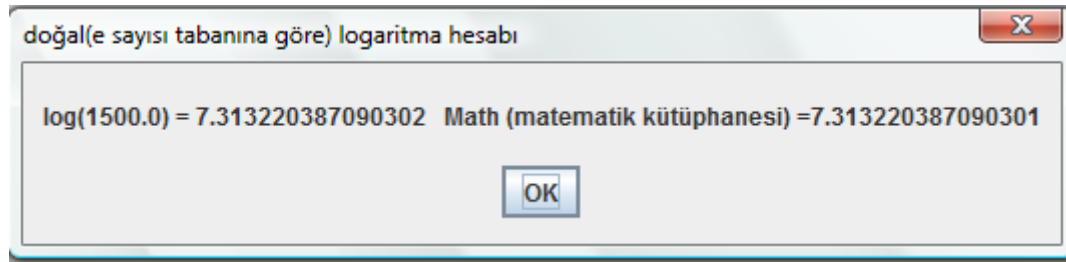 doğal(e sayısı tabanına göre) logaritma hesabı
log(1500.0) = 7.313220387090302 Math (matematik kütüphanesi) =7.313220387090301
OK